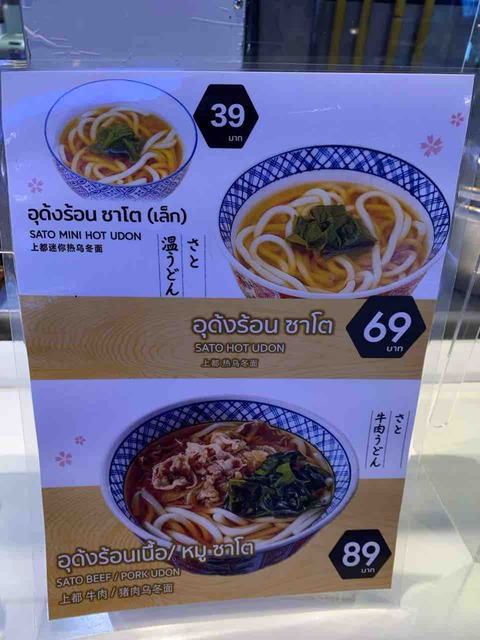 39
บาท
อุด้งร้อน ซาโต (เล็ก)
SATO MINI HOT UDON
上都迷你热乌冬面
さと
温うどん
อุด้งร้อน ซาโต
SATO HOT UDON
上都 热乌冬面
69
บาท
さと
牛肉うどん
อุด้งร้อนเนื้อ/ หมู ซาโต
SATO BEEF / PORK UDON
上都 牛肉 / 猪肉乌冬面
89
บาท